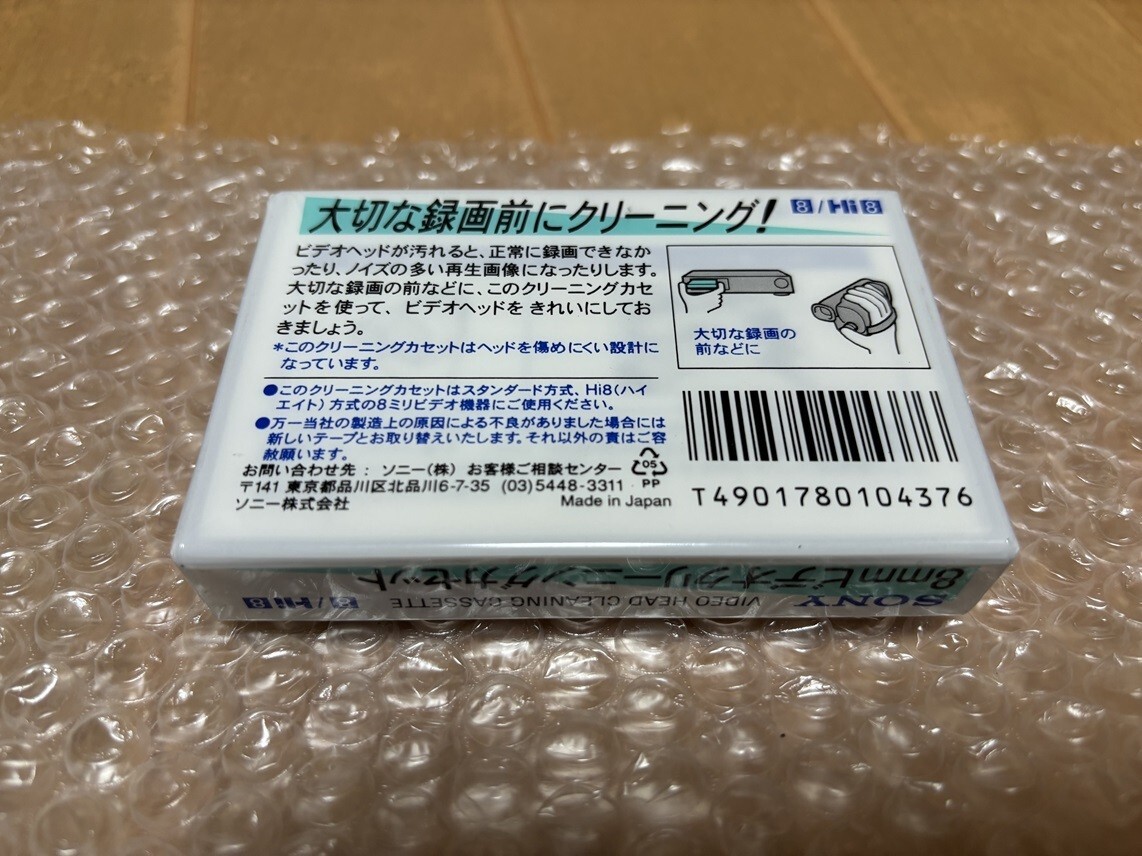 大切な録画前にクリーニング!
8/Hi8
ビデオヘッドが汚れると、正常に録画できなか
ったり、ノイズの多い再生画像になったりします。
大切な録画の前などに、このクリーニングカセ
ットを使って、ビデオヘッドをきれいにしてお
きましょう。
*このクリーニングカセットはヘッドを傷めにくい設計に
なっています。
大切な録画の
前などに
●このクリーニングカセットはスタンダード方式、Hi8(ハイ
エイト)方式の8ミリビデオ機器にご使用ください。
●万一当社の製造上の原因による不良がありました場合には
新しいテープとお取り替えいたします。それ以外の責はご容
赦願います。
お問い合わせ先:ソニー(株)お客様ご相談センター
〒141 東京都品川区北品川6-7-35 (03)5448-3311
ソニー株式会社
Made in Japan
05
PP
T4901780104376
SONY
8mmビデオクリーニングカセット
VIDEO HEAD CLEANING CASSETTE
8/Hi8